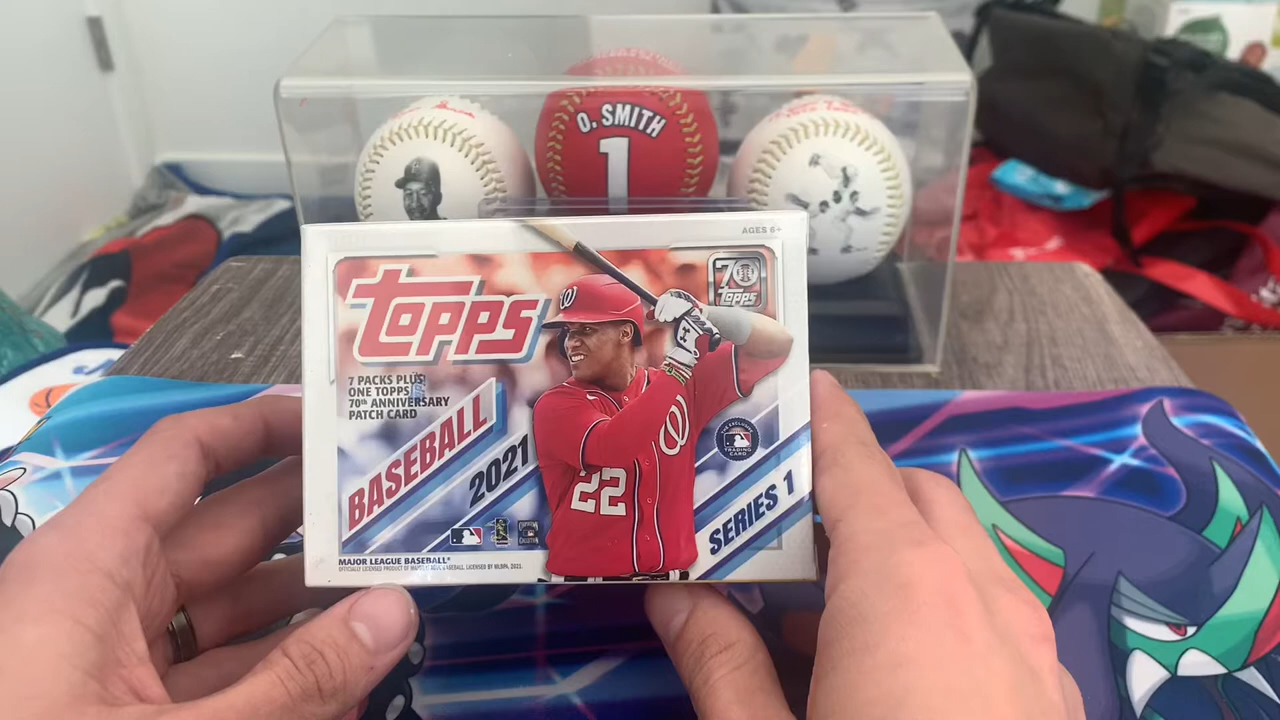 O. SMITH
1
AGES 6+
TOPPS
70
TOPPS
7 PACKS PLUS
ONE TOPPS
70th ANNIVERSARY
PATCH CARD
BASEBALL
2021
W
W
22
SERIES 1
MAJOR LEAGUE BASEBALL